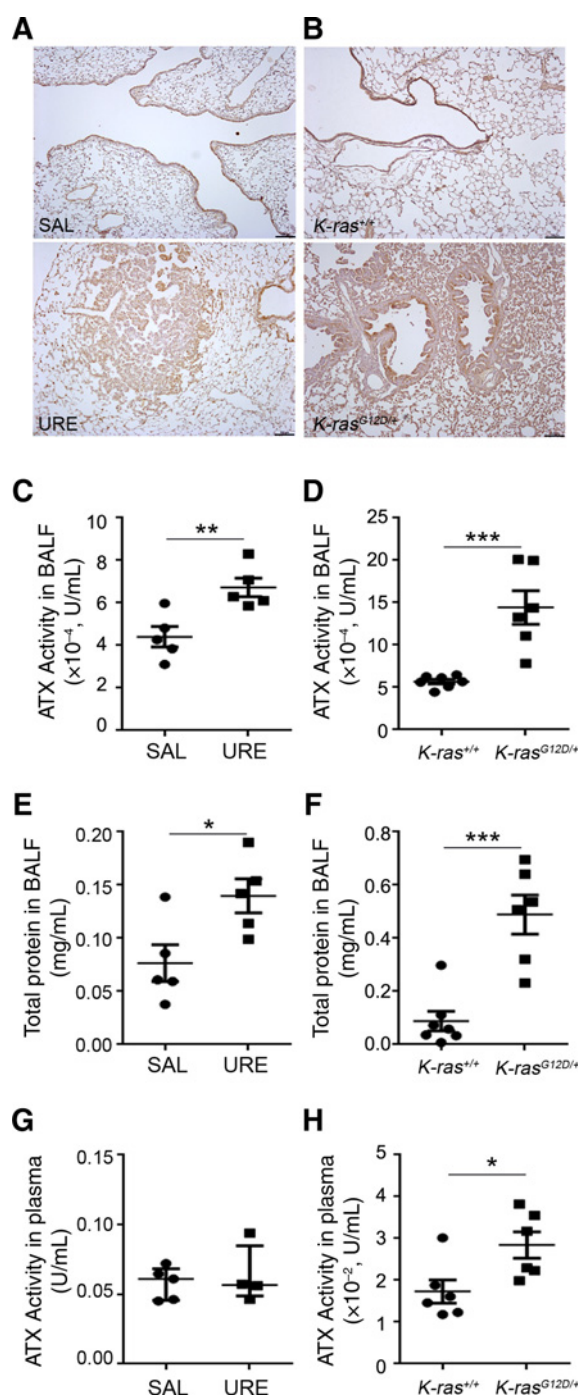 A
B
SAL
K-ras+/+
URE
K-rasG12D/+
C
D
ATX Activity in BALF
(×10⁻⁴, U/mL)
10
8
6
4
2
0
**
SAL
URE
ATX Activity in BALF
(×10⁻⁴, U/mL)
25
20
15
10
5
0
***
K-ras+/+
K-rasG12D/+
E
F
Total protein in BALF
(mg/mL)
0.20
0.15
0.10
0.05
0.00
*
SAL
URE
Total protein in BALF
(mg/mL)
0.8
0.6
0.4
0.2
0.0
***
K-ras+/+
K-rasG12D/+
G
H
ATX Activity in plasma
(U/mL)
0.15
0.10
0.05
0.00
SAL
URE
ATX Activity in plasma
(×10⁻², U/mL)
5
4
3
2
1
0
*
K-ras+/+
K-rasG12D/+